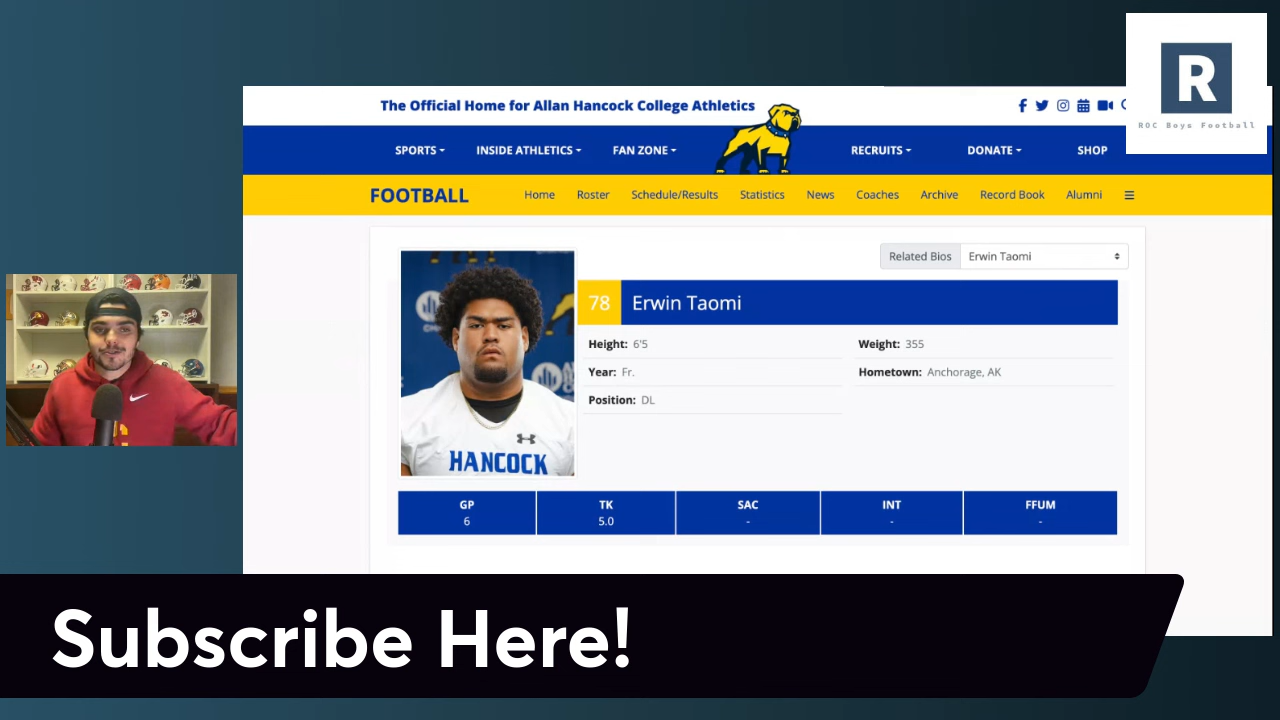 The Official Home for Allan Hancock College Athletics
R
ROC Boys Football
SPORTS INSIDE ATHLETICS FAN ZONE RECRUITS DONATE SHOP
FOOTBALL Home Roster Schedule/Results Statistics News Coaches Archive Record Book Alumni
Related Bios Erwin Taomi
78 Erwin Taomi
Height: 6'5 Weight: 355
Year: Fr. Hometown: Anchorage, AK
Position: DL
HANCOCK
GP TK SAC INT FFUM
6 5.0 - - -
Subscribe Here!